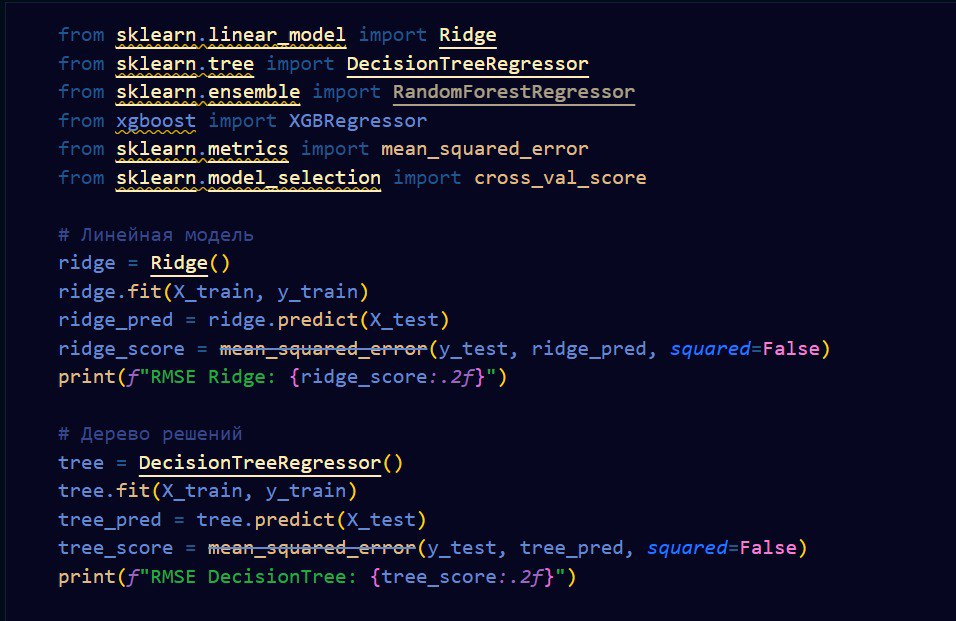 from sklearn.linear_model import Ridge
from sklearn.tree import DecisionTreeRegressor
from sklearn.ensemble import RandomForestRegressor
from xgboost import XGBRegressor
from sklearn.metrics import mean_squared_error
from sklearn.model_selection import cross_val_score

# Линейная модель
ridge = Ridge()
ridge.fit(X_train, y_train)
ridge_pred = ridge.predict(X_test)
ridge_score = mean_squared_error(y_test, ridge_pred, squared=False)
print(f"RMSE Ridge: {ridge_score:.2f}")

# Дерево решений
tree = DecisionTreeRegressor()
tree.fit(X_train, y_train)
tree_pred = tree.predict(X_test)
tree_score = mean_squared_error(y_test, tree_pred, squared=False)
print(f"RMSE DecisionTree: {tree_score:.2f}")